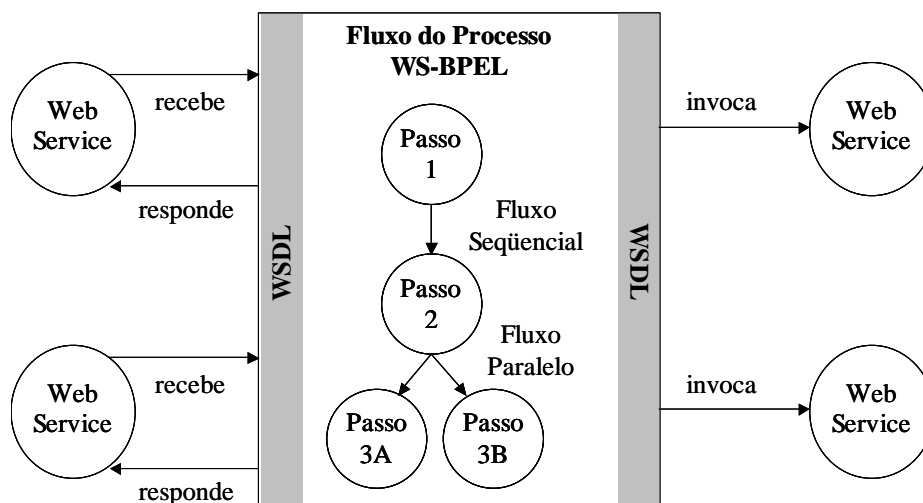 Fluxo do Processo
WS-BPEL
Web
Service
recebe
responde
WSDL
Passo
1
Fluxo
Seqüencial
Passo
2
Fluxo
Paralelo
Passo
3A
Passo
3B
WSDL
invoca
Web
Service
Web
Service
recebe
responde
invoca
Web
Service